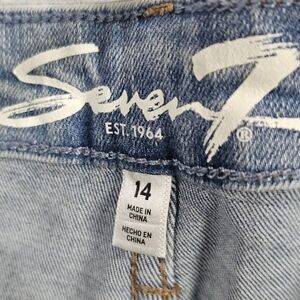 Seven7
®
EST. 1964
14
MADE IN
CHINA
HECHO EN
CHINA